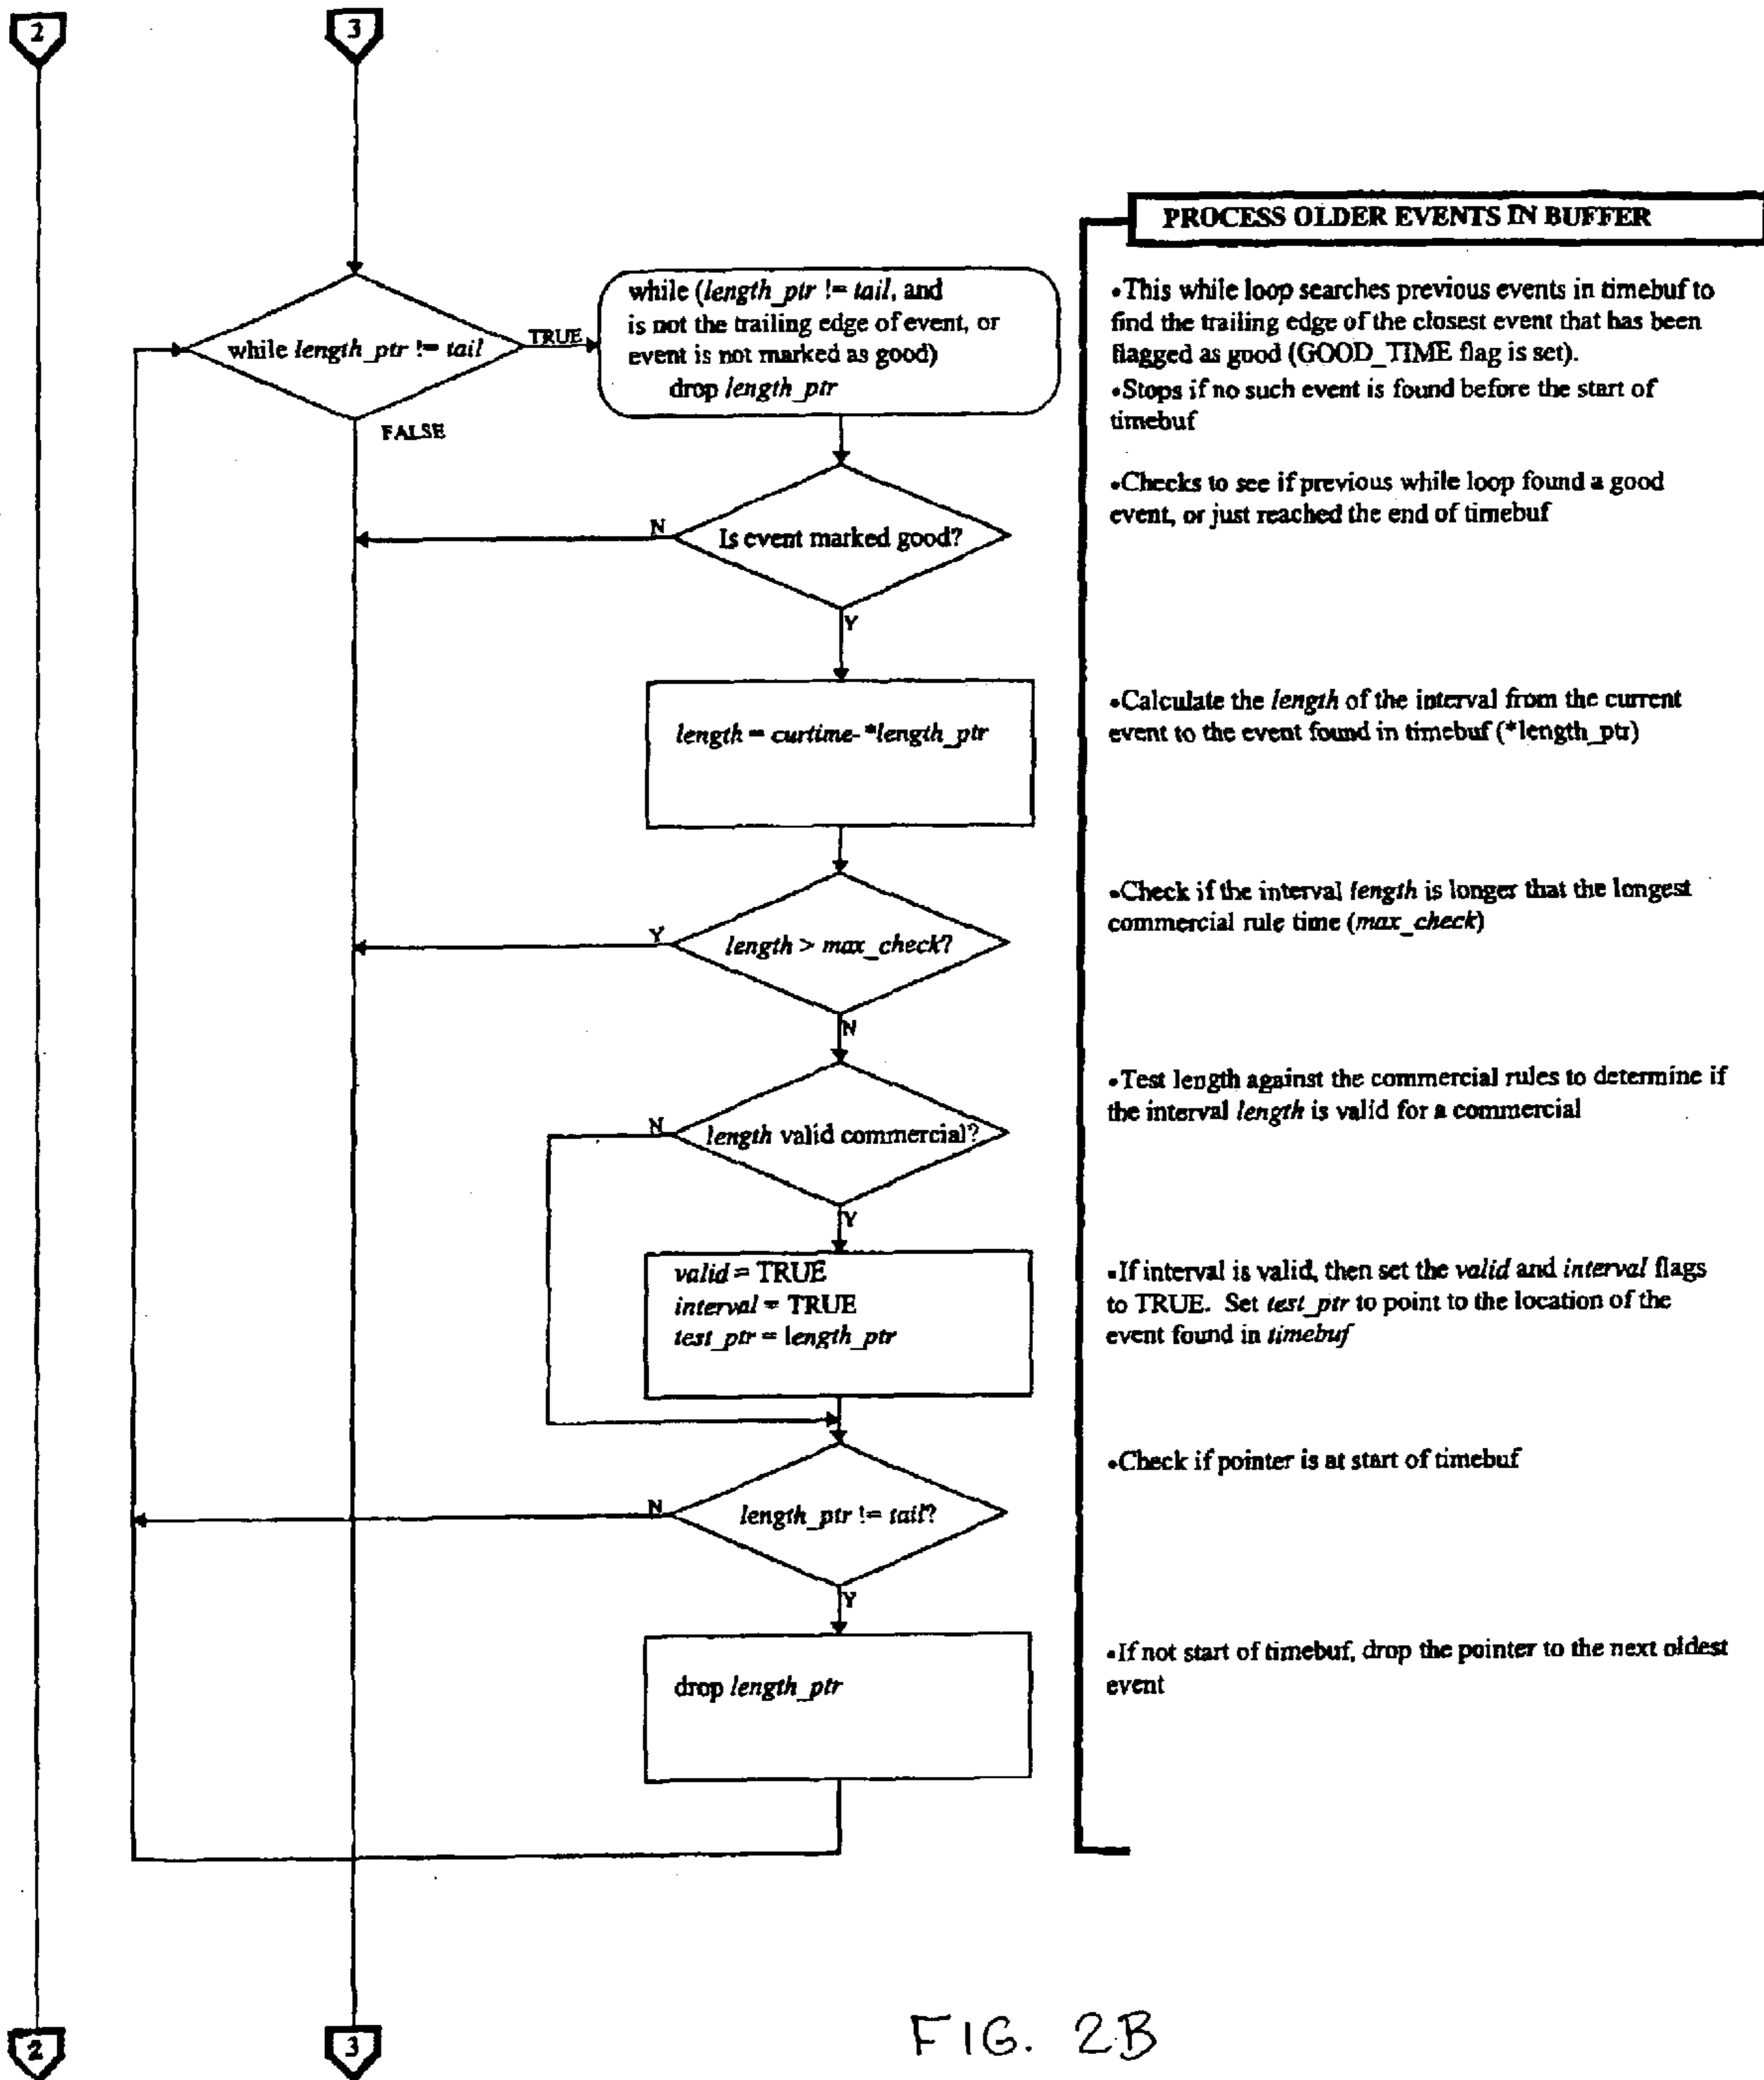 2
3
PROCESS OLDER EVENTS IN BUFFER
while length_ptr != tail
TRUE
FALSE
while (length_ptr != tail, and
is not the trailing edge of event, or
event is not marked as good)
drop length_ptr
•This while loop searches previous events in timebuf to
find the trailing edge of the closest event that has been
flagged as good (GOOD_TIME flag is set).
•Stops if no such event is found before the start of
timebuf
Is event marked good?
N
Y
•Checks to see if previous while loop found a good
event, or just reached the end of timebuf
length = curtime- *length_ptr
•Calculate the length of the interval from the current
event to the event found in timebuf (*length_ptr)
length > max_check?
Y
N
•Check if the interval length is longer that the longest
commercial rule time (max_check)
length valid commercial?
N
Y
•Test length against the commercial rules to determine if
the interval length is valid for a commercial
valid = TRUE
interval = TRUE
test_ptr = length_ptr
•If interval is valid, then set the valid and interval flags
to TRUE. Set test_ptr to point to the location of the
event found in timebuf
length_ptr != tail?
N
Y
•Check if pointer is at start of timebuf
drop length_ptr
•If not start of timebuf, drop the pointer to the next oldest
event
2
3
FIG. 2B